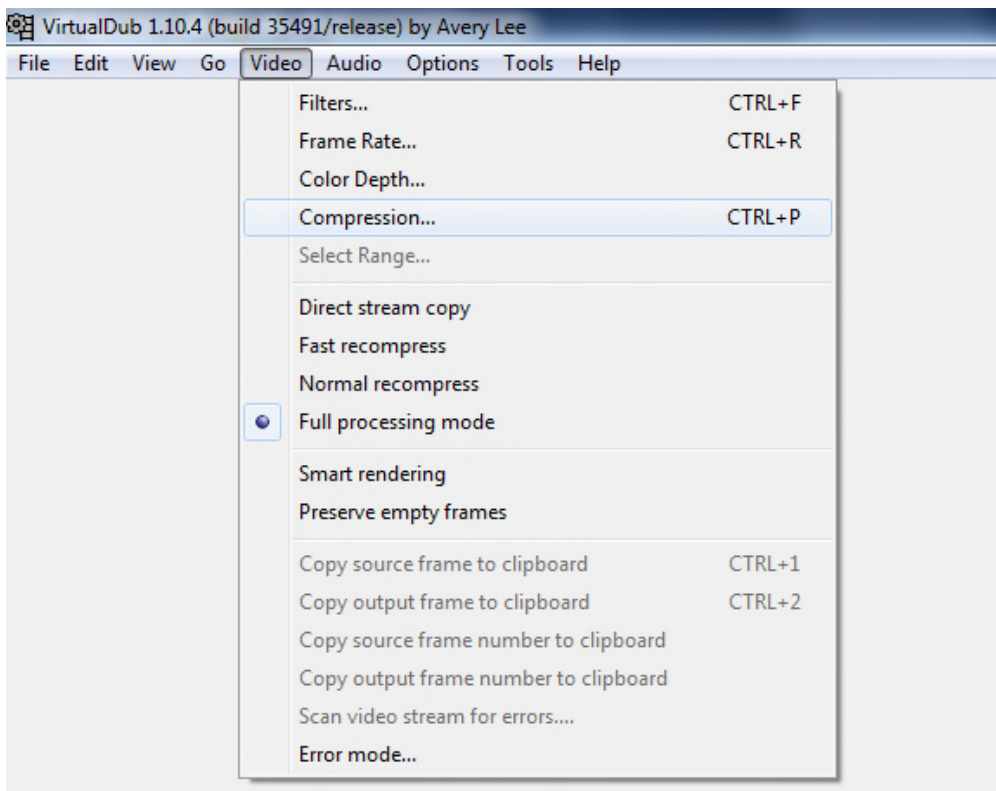 VirtualDub 1.10.4 (build 35491/release) by Avery Lee
File Edit View Go Video Audio Options Tools Help
Filters... CTRL+F
Frame Rate... CTRL+R
Color Depth...
Compression... CTRL+P
Select Range...
Direct stream copy
Fast recompress
Normal recompress
Full processing mode
Smart rendering
Preserve empty frames
Copy source frame to clipboard CTRL+1
Copy output frame to clipboard CTRL+2
Copy source frame number to clipboard
Copy output frame number to clipboard
Scan video stream for errors....
Error mode...